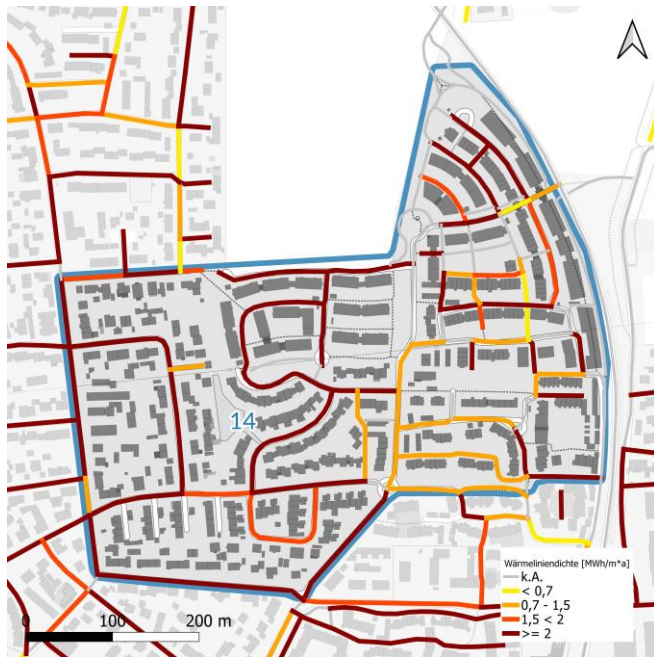 14
Wärmeliniendichte [MWh/m*a]
k.A.
< 0,7
0,7 - 1,5
1,5 < 2
>= 2
0 100 200 m